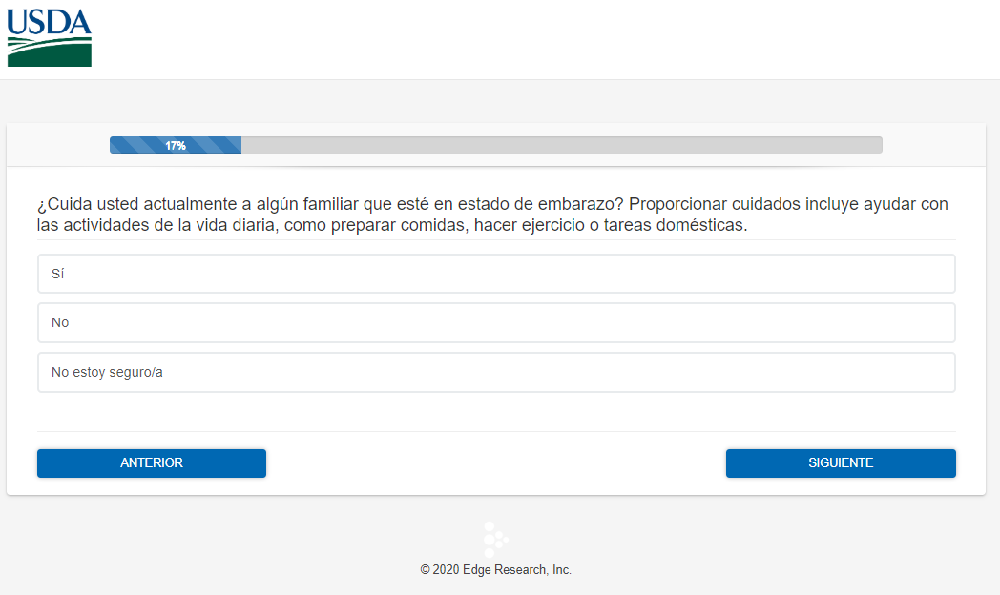 USDA
17%
¿Cuida usted actualmente a algún familiar que esté en estado de embarazo? Proporcionar cuidados incluye ayudar con
las actividades de la vida diaria, como preparar comidas, hacer ejercicio o tareas domésticas.
Sí
No
No estoy seguro/a
ANTERIOR
SIGUIENTE
© 2020 Edge Research, Inc.